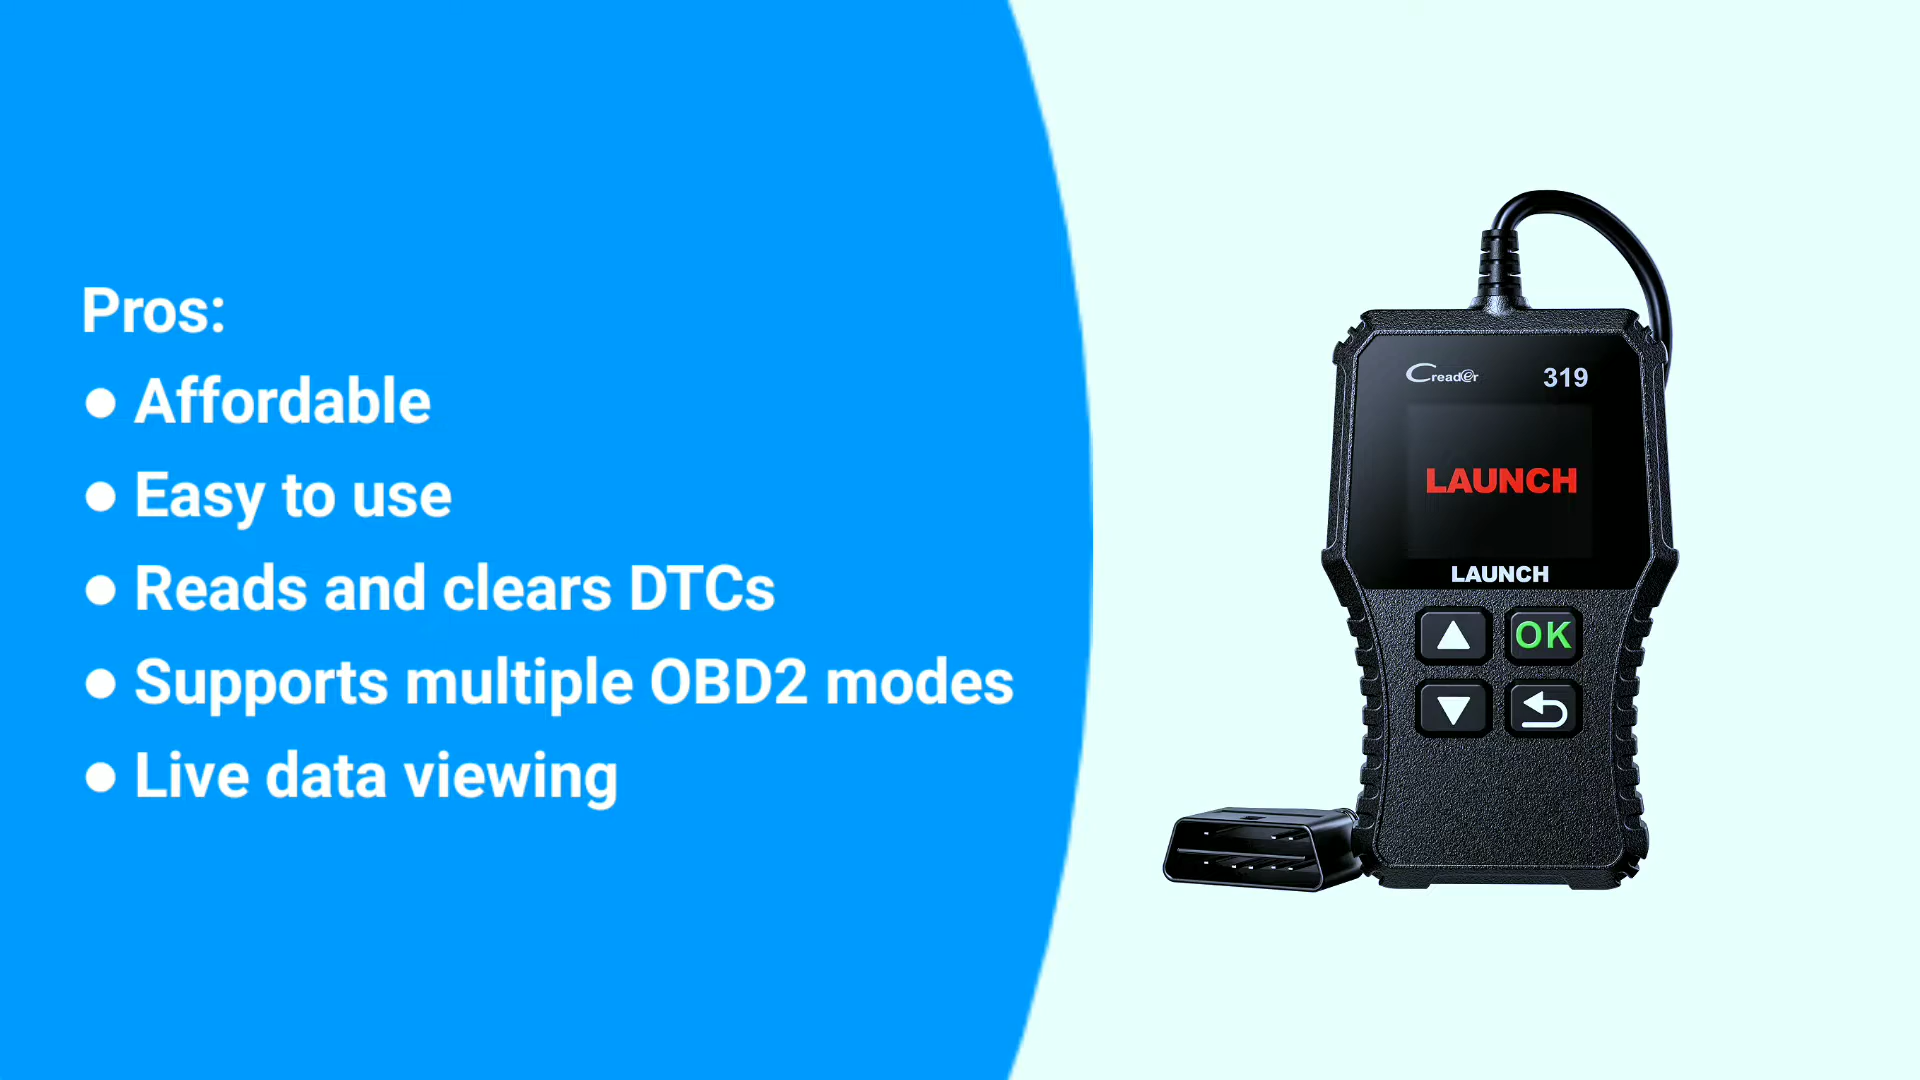 Pros:
● Affordable
● Easy to use
● Reads and clears DTCs
● Supports multiple OBD2 modes
● Live data viewing
Creader 319
LAUNCH
LAUNCH
OK